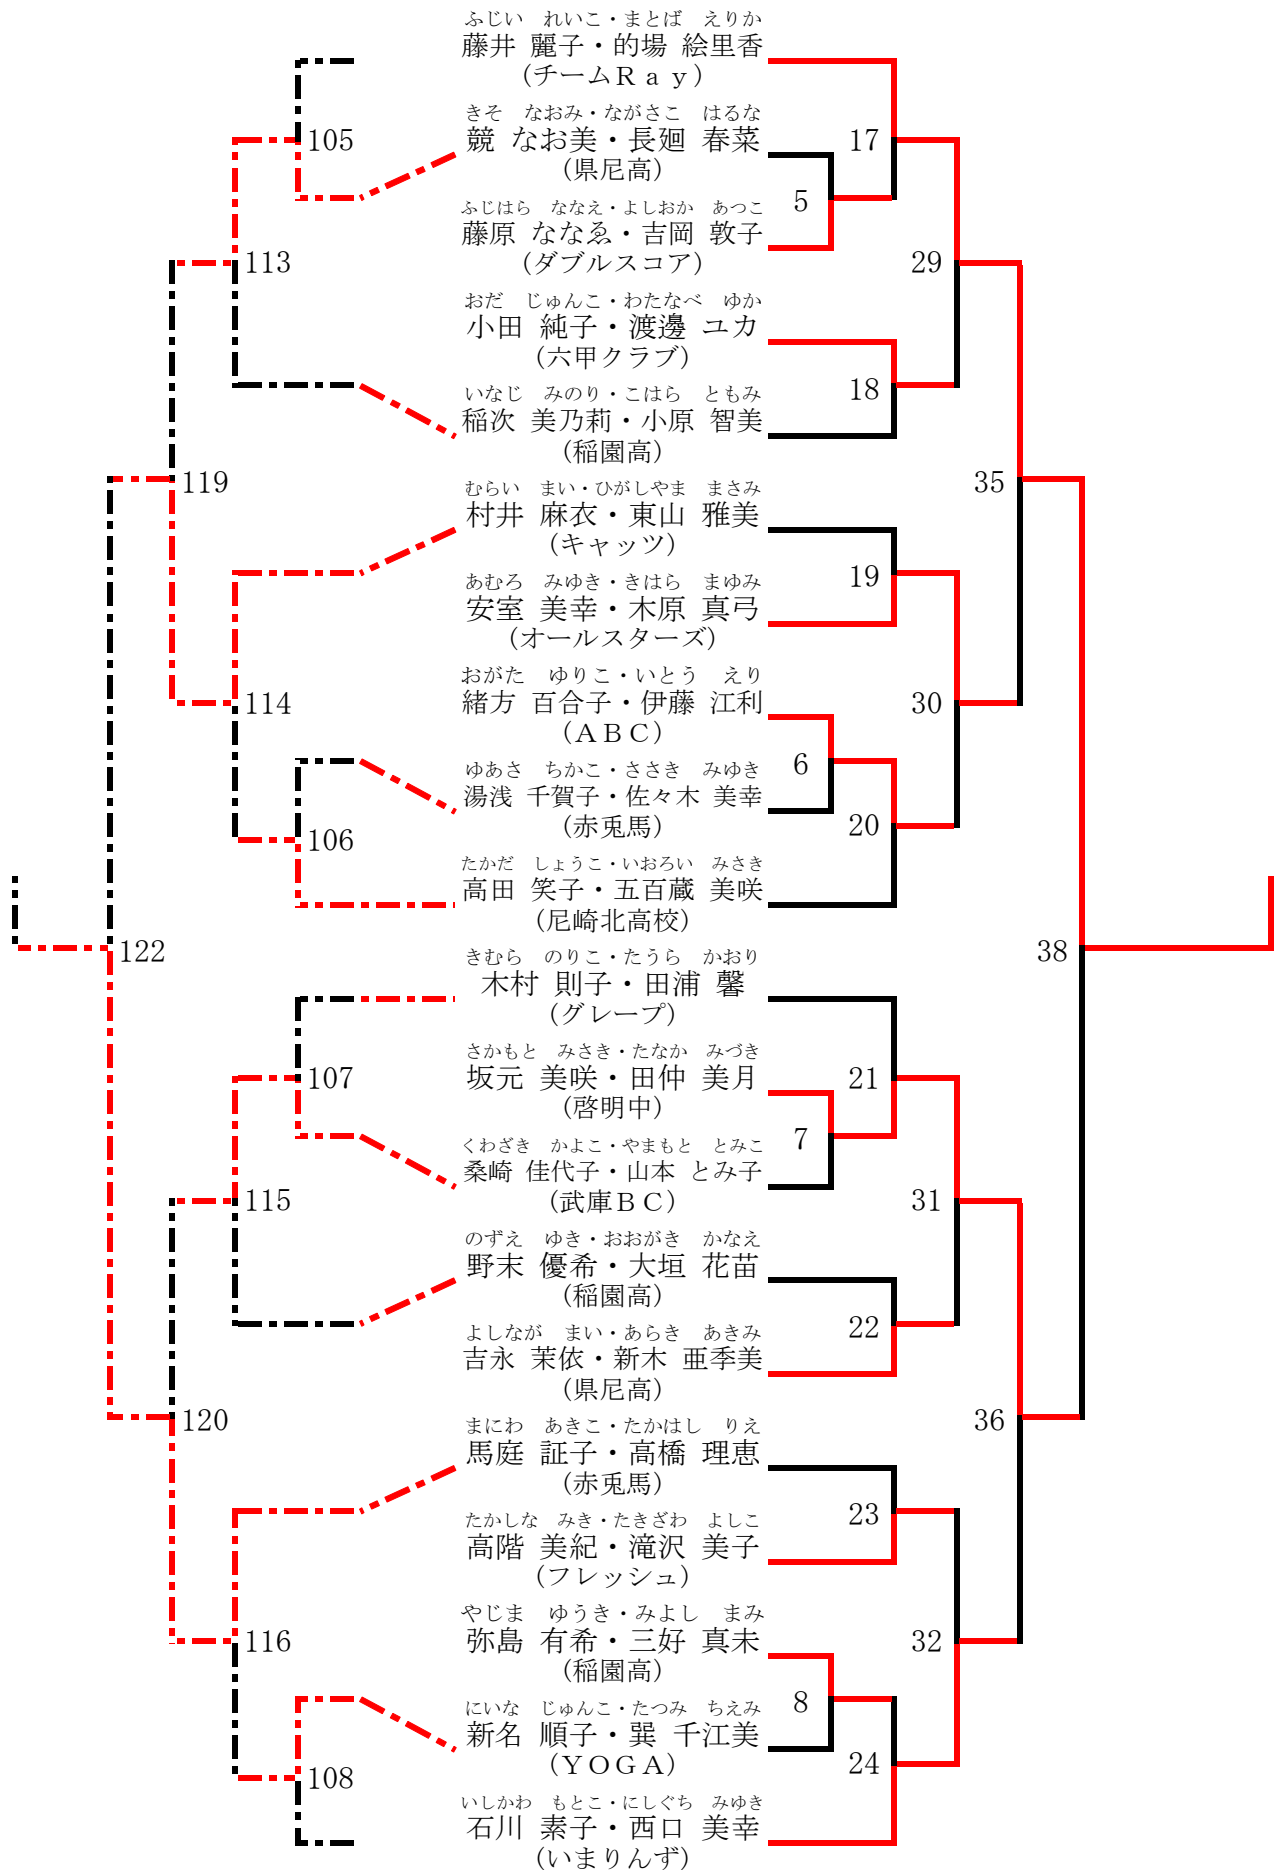 ふじい れいこ・まとば えりか
藤井 麗子・的場 絵里香
(チームＲａｙ)
きそ なおみ・ながさこ はるな
105
競 なお美・長廻 春菜
17
(県尼高)
5
ふじはら ななえ・よしおか あつこ
藤原 ななゑ・吉岡 敦子
(ダブルスコア)
113
29
おだ じゅんこ・わたなべ ゆか
小田 純子・渡邊 ユカ
(六甲クラブ)
18
いなじ みのり・こはら ともみ
稲次 美乃莉・小原 智美
(稲園高)
119
35
むらい まい・ひがしやま まさみ
村井 麻衣・東山 雅美
(キャッツ)
19
あむろ みゆき・きはら まゆみ
安室 美幸・木原 真弓
(オールスターズ)
おがた ゆりこ・いとう えり
114
緒方 百合子・伊藤 江利
30
(ＡＢＣ)
6
ゆあさ ちかこ・ささき みゆき
湯浅 千賀子・佐々木 美幸
(赤兎馬)
106
20
たかだ しょうこ・いおろい みさき
高田 笑子・五百蔵 美咲
(尼崎北高校)
122
38
きむら のりこ・たうら かおり
木村 則子・田浦 馨
(グレープ)
さかもと みさき・たなか みづき
107
坂元 美咲・田仲 美月
21
(啓明中)
7
くわざき かよこ・やまもと とみこ
桑崎 佳代子・山本 とみ子
(武庫ＢＣ)
115
31
のずえ ゆき・おおがき かなえ
野末 優希・大垣 花苗
(稲園高)
22
よしなが まい・あらき あきみ
吉永 茉依・新木 亜季美
(県尼高)
120
36
まにわ あきこ・たかはし りえ
馬庭 証子・高橋 理恵
(赤兎馬)
23
たかしな みき・たきざわ よしこ
高階 美紀・滝沢 美子
(フレッシュ)
やじま ゆうき・みよし まみ
116
弥島 有希・三好 真未
32
(稲園高)
8
にいな じゅんこ・たつみ ちえみ
新名 順子・巽 千江美
(ＹＯＧＡ)
108
24
いしかわ もとこ・にしぐち みゆき
石川 素子・西口 美幸
(いまりんず)